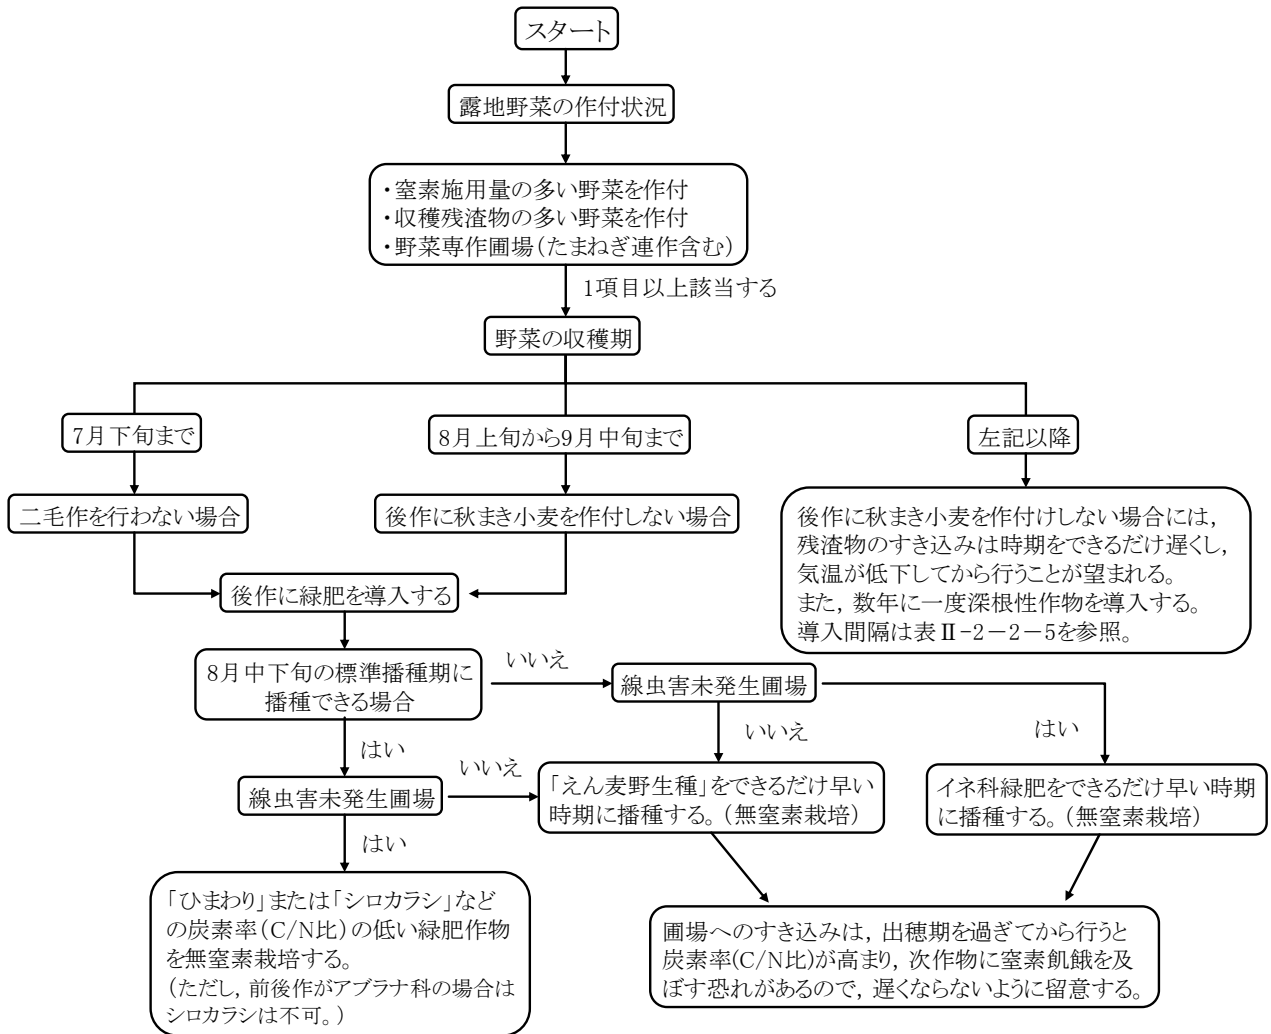 スタート
露地野菜の作付状況
・窒素施用量の多い野菜を作付
・収穫残渣物の多い野菜を作付
・野菜専作圃場(たまねぎ連作含む)
1項目以上該当する
野菜の収穫期
7月下旬まで
8月上旬から9月中旬まで
左記以降
二毛作を行わない場合
後作に秋まき小麦を作付しない場合
後作に秋まき小麦を作付けしない場合には,
残渣物のすき込みは時期をできるだけ遅くし,
気温が低下してから行うことが望まれる。
また, 数年に一度深根性作物を導入する。
導入間隔は表Ⅱ-2-2-5を参照。
後作に緑肥を導入する
8月中下旬の標準播種期に
播種できる場合
いいえ
線虫害未発生圃場
はい
いいえ
いいえ
はい
線虫害未発生圃場
「えん麦野生種」をできるだけ早い
時期に播種する。(無窒素栽培)
イネ科緑肥をできるだけ早い時期
に播種する。(無窒素栽培)
はい
「ひまわり」または「シロカラシ」など
の炭素率(C/N比)の低い緑肥作物
を無窒素栽培する。
(ただし, 前後作がアブラナ科の場合は
シロカラシは不可。)
圃場へのすき込みは, 出穂期を過ぎてから行うと
炭素率(C/N比)が高まり, 次作物に窒素飢餓を及
ぼす恐れがあるので, 遅くならないように留意する。